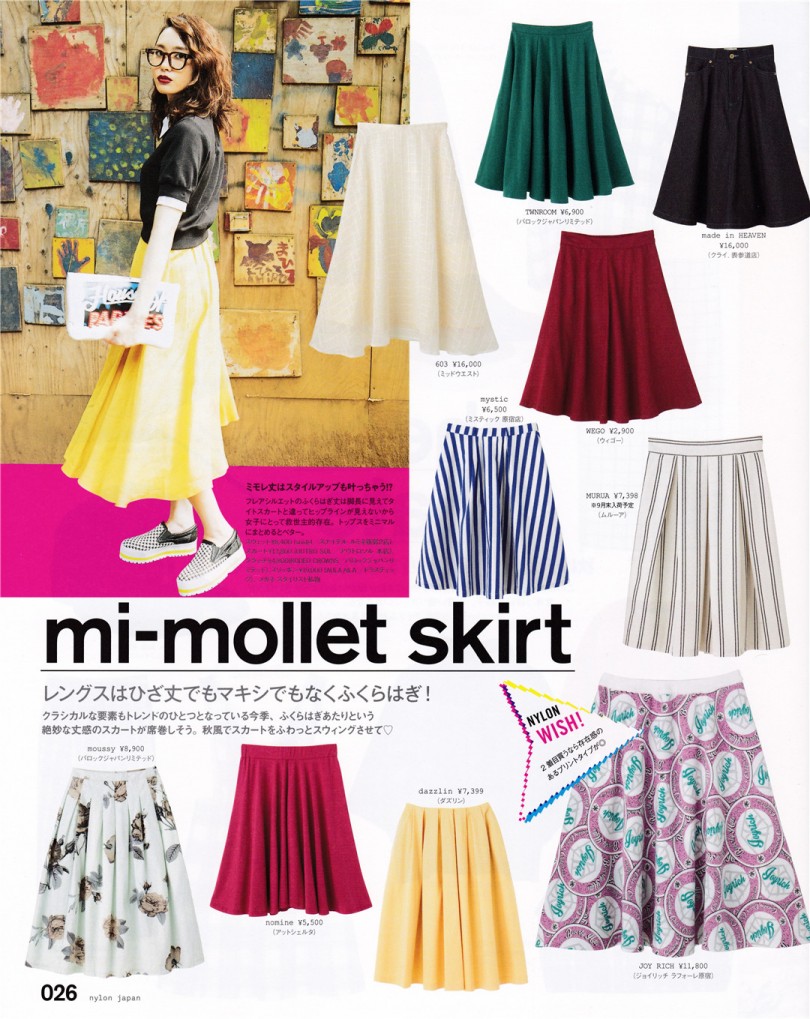 TWNROOM ¥6,900
(バロックジャパンリミテッド)
made in HEAVEN
¥16,000
(クライ. 表参道店)
603 ¥16,000
(ミッドウエスト)
WEGO ¥2,900
(ウィゴー)
mystic
¥6,500
(ミスティック 原宿店)
MURUA ¥7,398
※9月末入荷予定
(ムルーア)
ミモレ丈はスタイルアップも叶っちゃう!?
フレアシルエットのふくらはぎ丈は脚長に見えてタ
イトスカートと違ってヒップラインが見えないから
女子にとって救世主的存在。トップスをミニマル
にまとめるとベター。
mi-mollet skirt
レングスはひざ丈でもマキシでもなくふくらはぎ！
クラシカルな要素もトレンドのひとつとなっている今季、ふくらはぎあたりという
絶妙な丈感のスカートが席巻しそう。秋風でスカートをふわっとスウィングさせて♡
NYLON
WISH!
2着目買うなら存在感の
あるプリントタイプが◎
moussy ¥8,900
(バロックジャパンリミテッド)
nomine ¥5,500
(アットシェルタ)
dazzlin ¥7,399
(ダズリン)
Joyrich
JOY RICH ¥11,800
(ジョイリッチ ラフォーレ原宿)
026 nylon japan